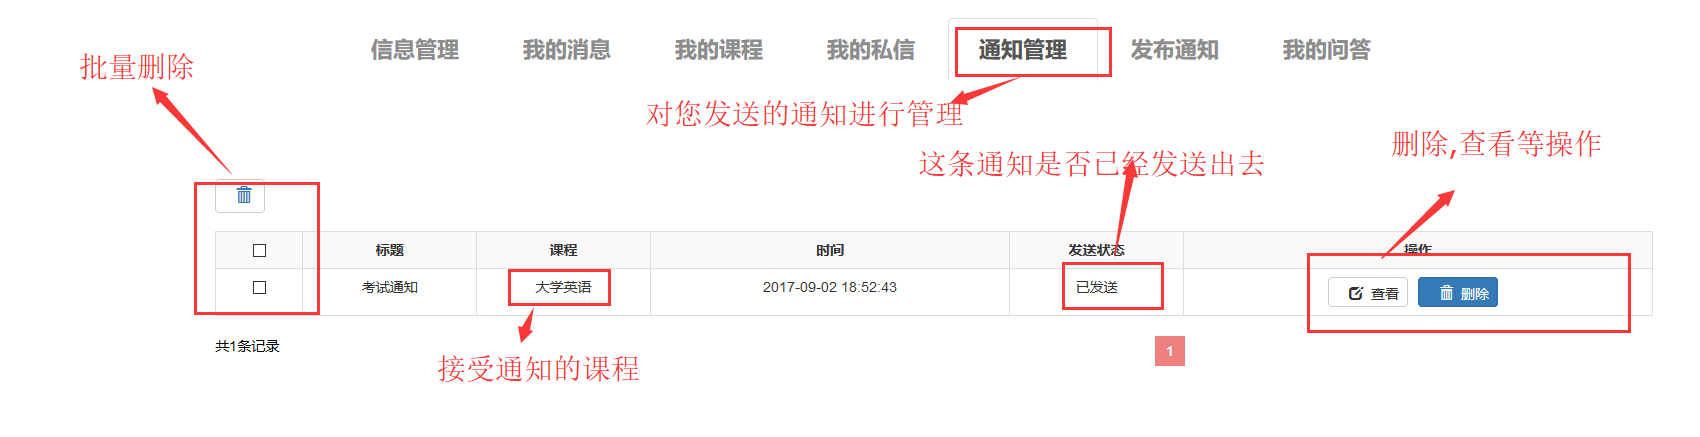 信息管理 我的消息 我的课程 我的私信 通知管理 发布通知 我的问答
批量删除
对您发送的通知进行管理
删除,查看等操作
这条通知是否已经发送出去
标题 课程 时间 发送状态 操作
考试通知 大学英语 2017-09-02 18:52:43 已发送 查看 删除
共1条记录 1
接受通知的课程